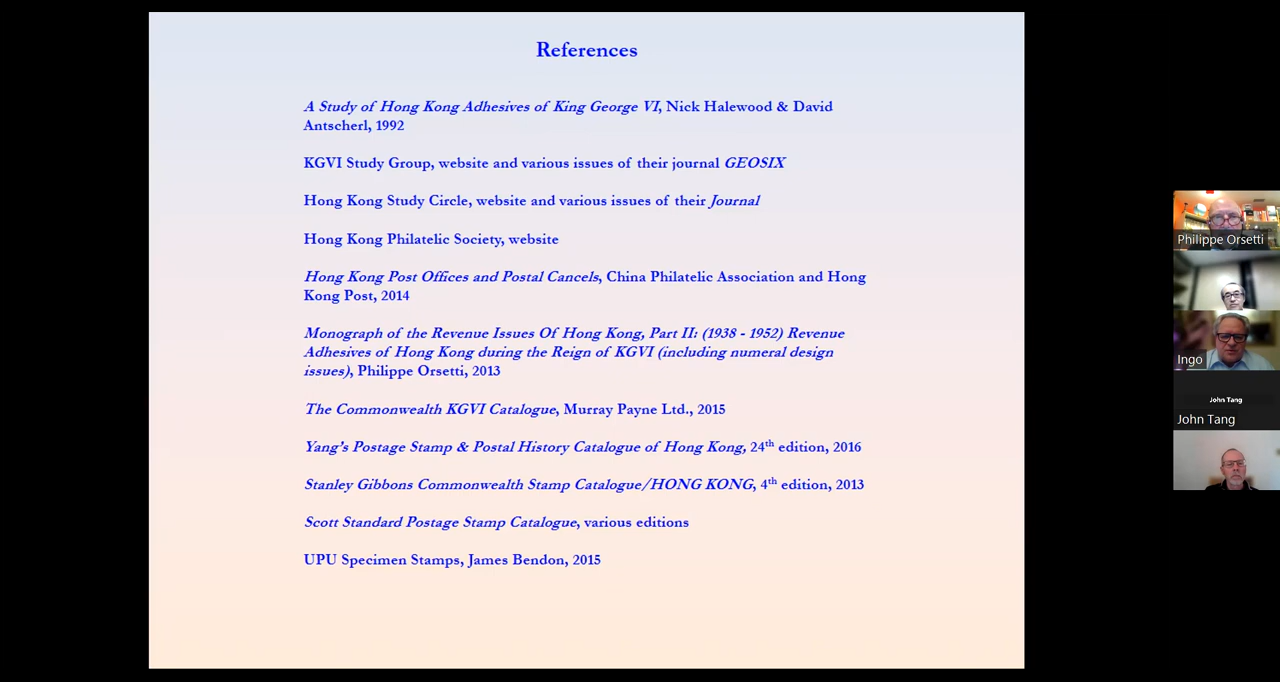 References
A Study of Hong Kong Adhesives of King George VI, Nick Halewood & David
Antscherl, 1992
KGVI Study Group, website and various issues of their journal GEOSIX
Hong Kong Study Circle, website and various issues of their Journal
Hong Kong Philatelic Society, website
Hong Kong Post Offices and Postal Cancels, China Philatelic Association and Hong
Kong Post, 2014
Monograph of the Revenue Issues Of Hong Kong, Part II: (1938 - 1952) Revenue
Adhesives of Hong Kong during the Reign of KGVI (including numeral design
issues), Philippe Orsetti, 2013
The Commonwealth KGVI Catalogue, Murray Payne Ltd., 2015
Yang's Postage Stamp & Postal History Catalogue of Hong Kong, 24th edition, 2016
Stanley Gibbons Commonwealth Stamp Catalogue/HONG KONG, 4th edition, 2013
Scott Standard Postage Stamp Catalogue, various editions
UPU Specimen Stamps, James Bendon, 2015
Philippe Orsetti
Ingo
John Tang
John Tang